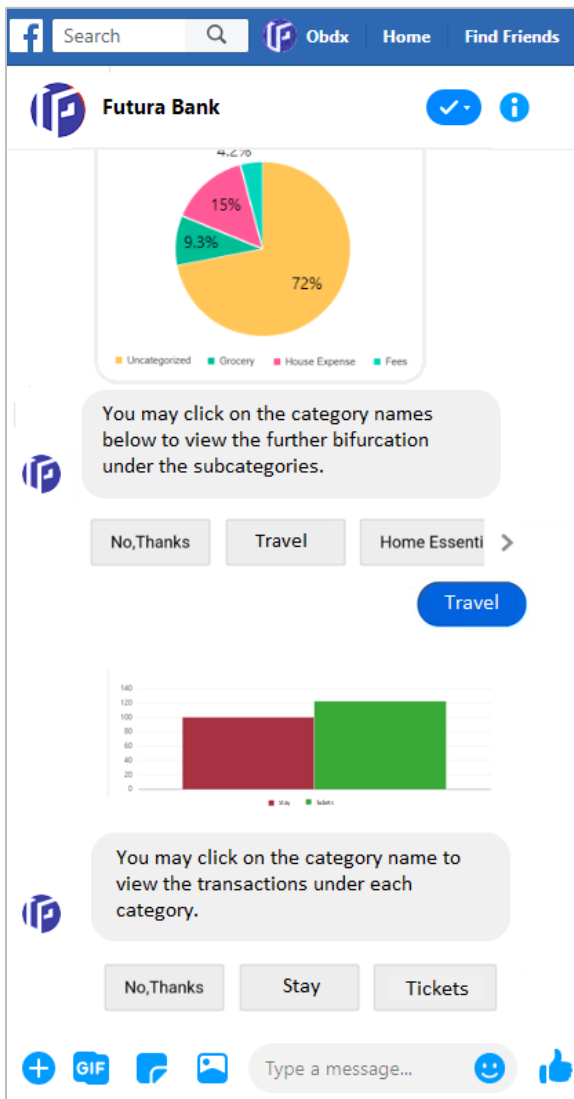 f Search Obdx Home Find Friends
Futura Bank
4.2%
15%
9.3%
72%
Uncategorized Grocery House Expense Fees
You may click on the category names
below to view the further bifurcation
under the subcategories.
No,Thanks Travel Home Essenti
Travel
140
120
100
80
60
40
20
0
Stay Tickets
You may click on the category name to
view the transactions under each
category.
No,Thanks Stay Tickets
GIF Type a message...